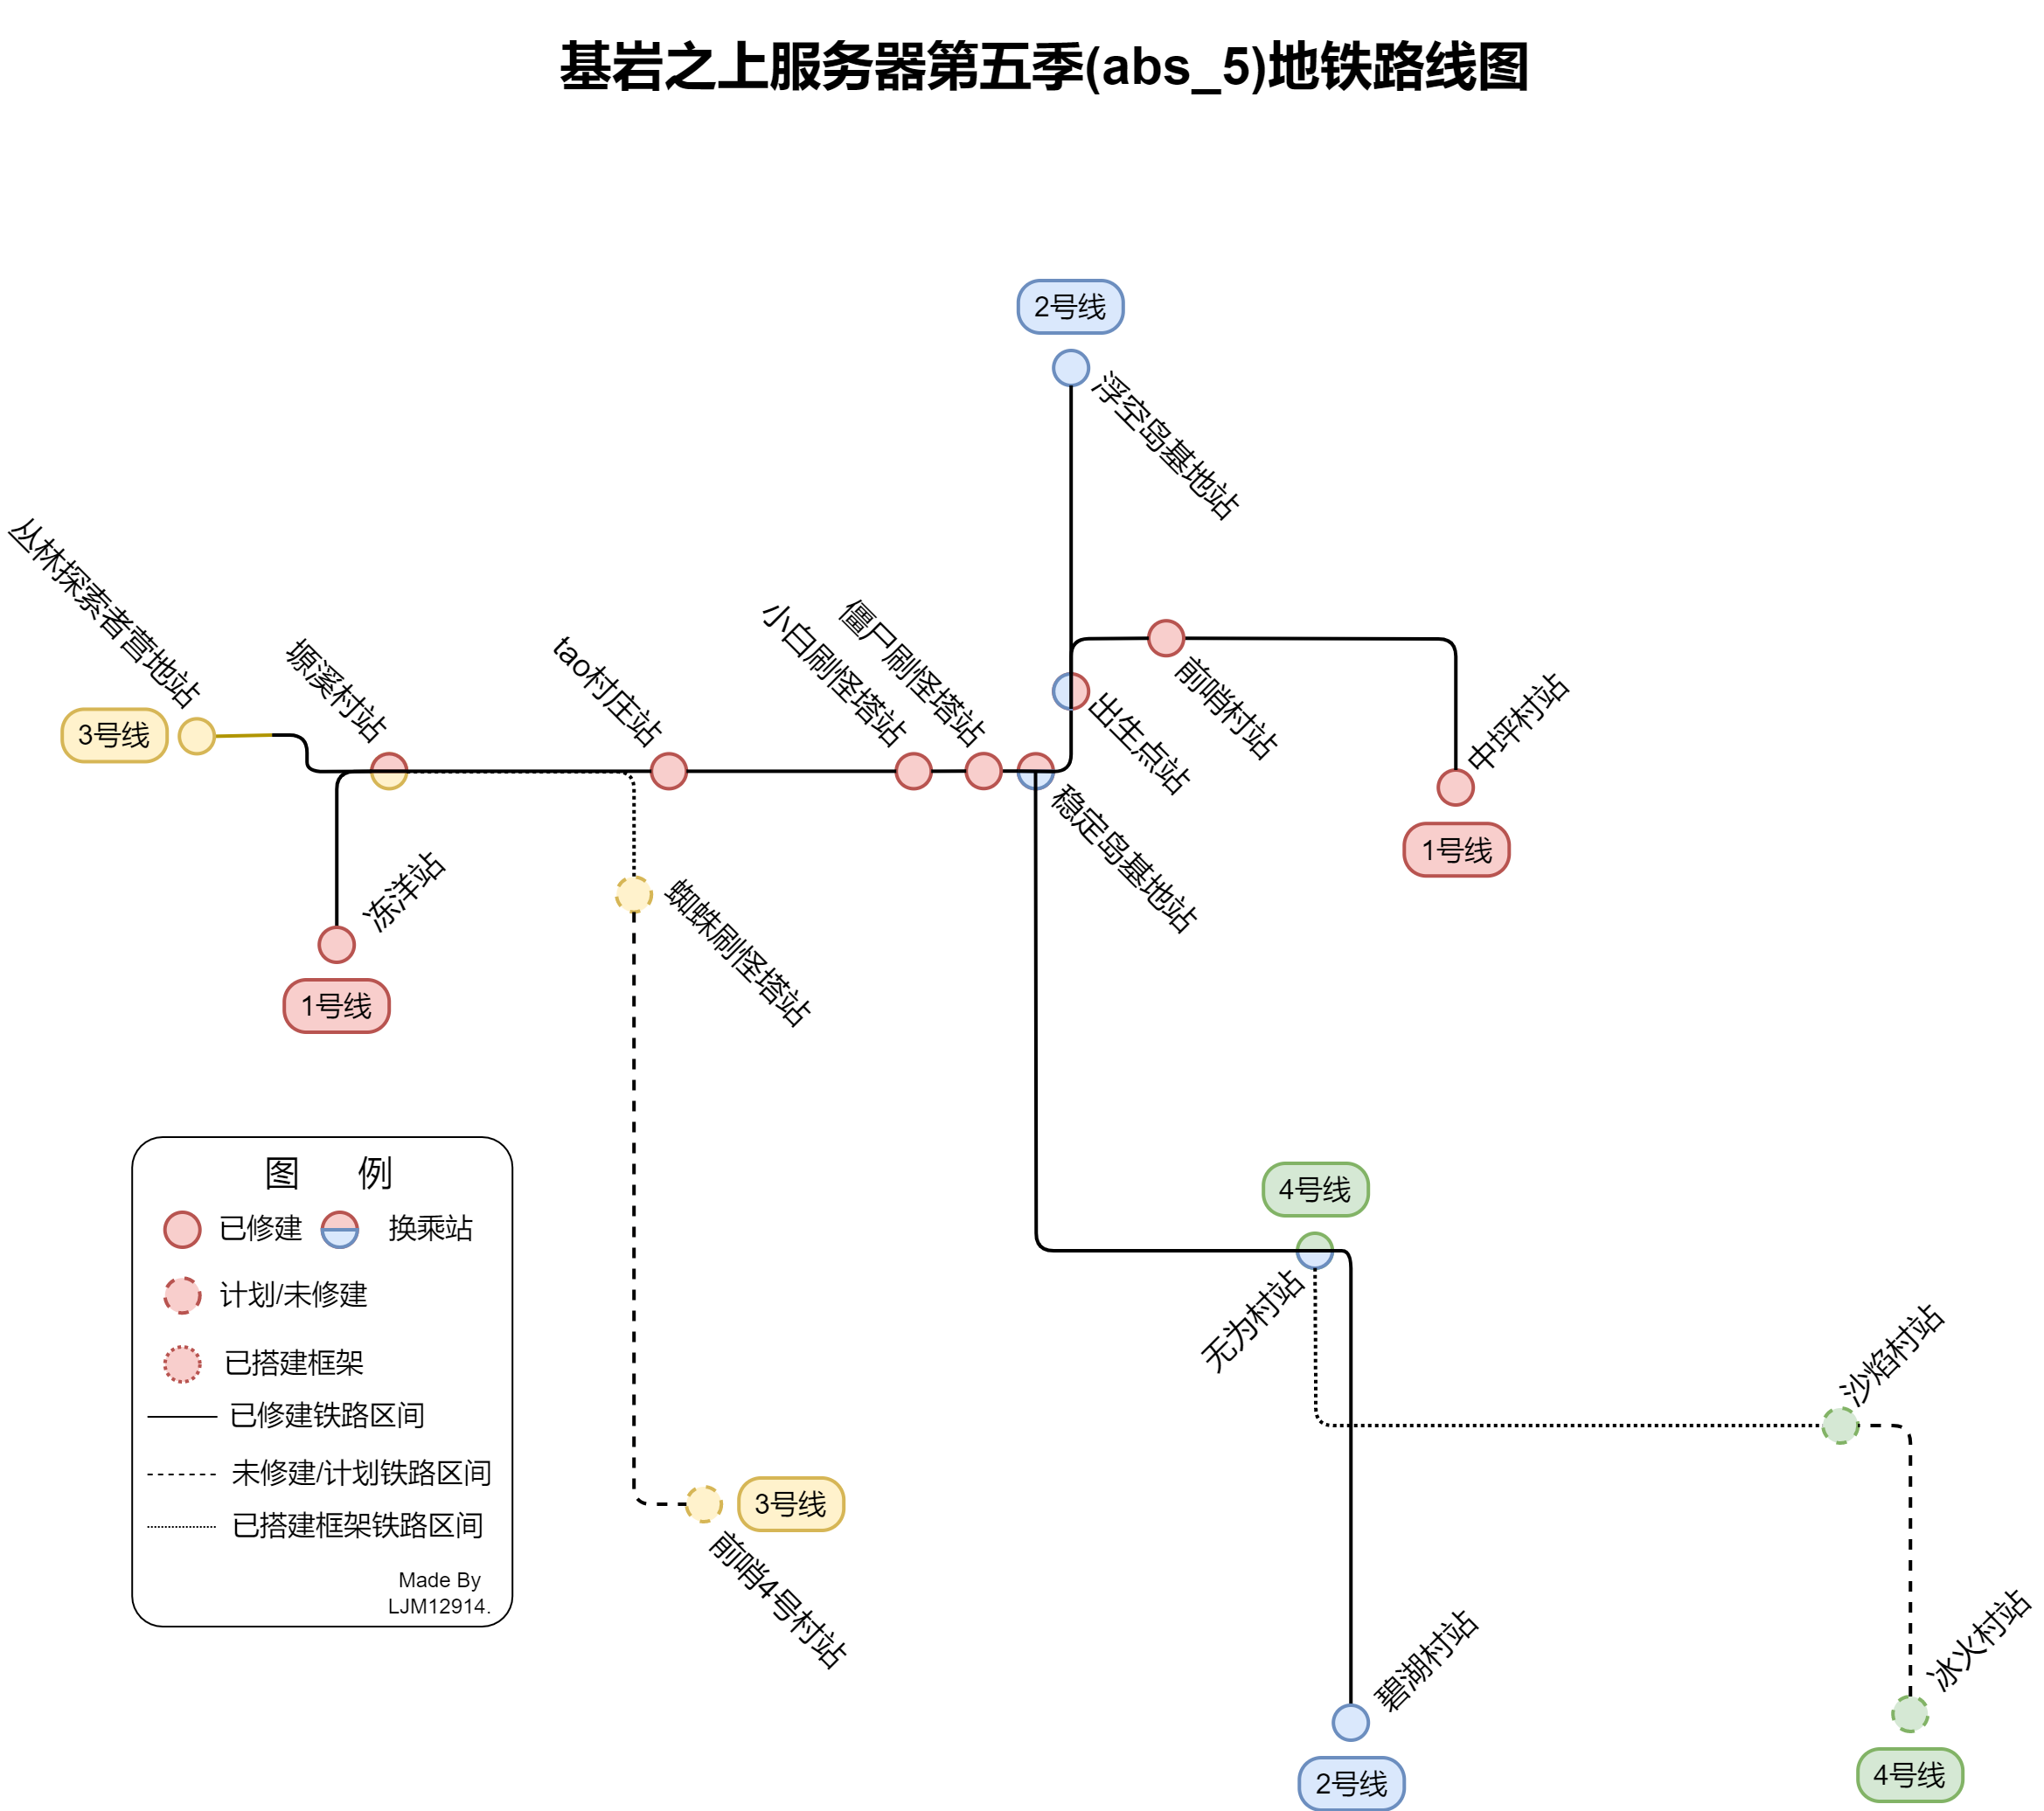 基岩之上服务器第五季(abs_5)地铁路线图
2号线
浮空岛基地站
丛林探索者营地站
3号线
塬溪村站
tao村庄站
小白刷怪塔站
僵尸刷怪塔站
出生点站
前哨村站
中坪村站
1号线
稳定岛基地站
冻洋站
1号线
蜘蛛刷怪塔站
4号线
无为村站
沙焰村站
3号线
前哨4号村站
碧湖村站
2号线
冰火村站
4号线
图 例
已修建
换乘站
计划/未修建
已搭建框架
已修建铁路区间
未修建/计划铁路区间
已搭建框架铁路区间
Made By
LJM12914.